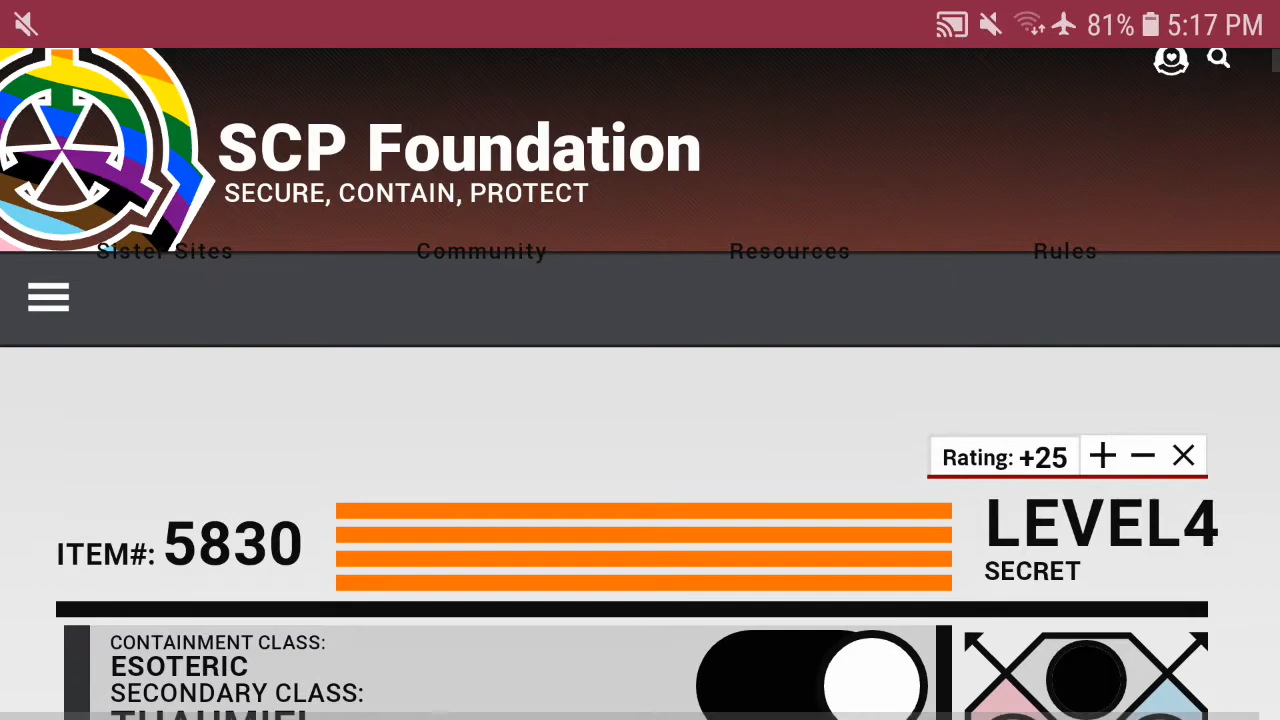 81% 5:17 PM
SCP Foundation
SECURE, CONTAIN, PROTECT
Sister Sites Community Resources Rules
Rating: +25
ITEM#: 5830
LEVEL4
SECRET
CONTAINMENT CLASS:
ESOTERIC
SECONDARY CLASS:
THAUMIEL